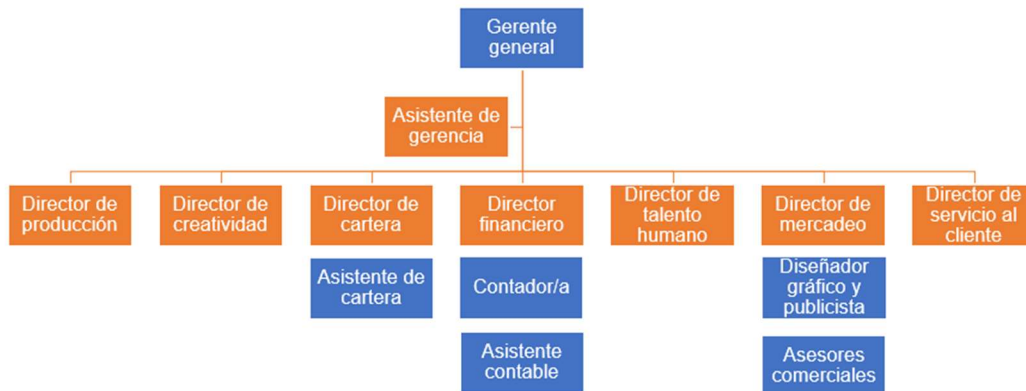 Gerente
general
Asistente de
gerencia
Director de
producción
Director de
creatividad
Director de
cartera
Director
financiero
Director de
talento
humano
Director de
mercadeo
Director de
servicio al
cliente
Asistente de
cartera
Contador/a
Diseñador
gráfico y
publicista
Asistente
contable
Asesores
comerciales